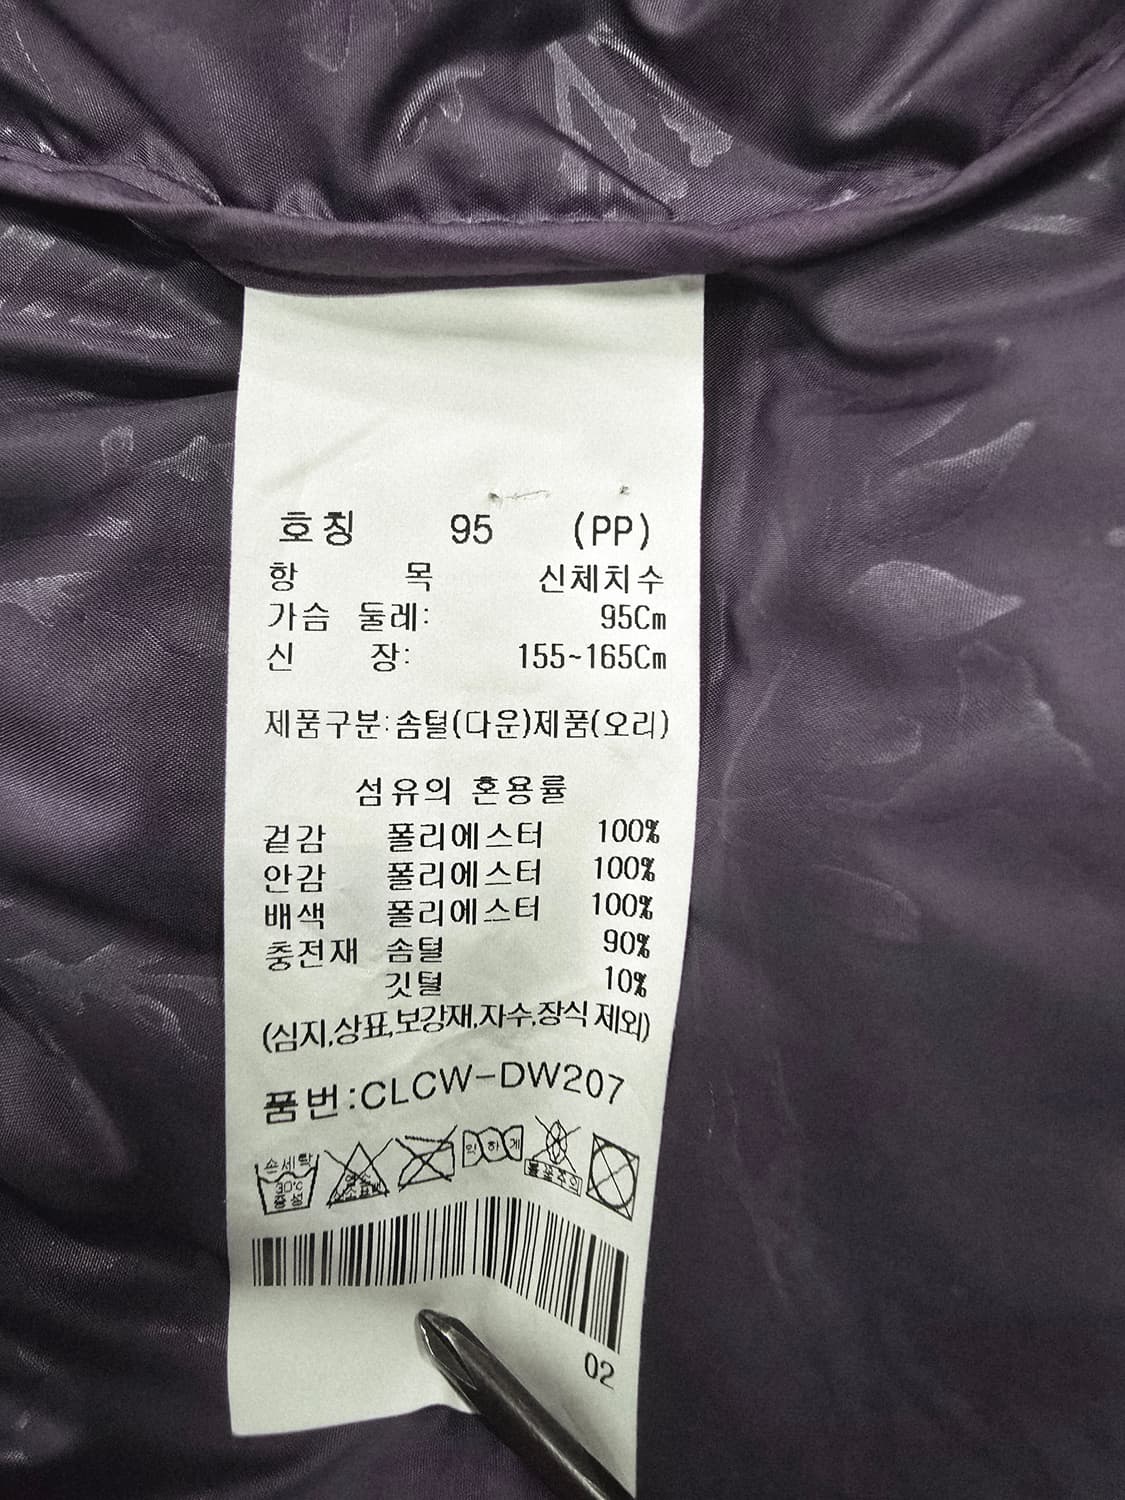 호칭 95 (PP)
항 목 신체치수
가슴 둘레: 95Cm
신 장: 155~165Cm
제품구분:솜털(다운)제품(오리)
섬유의 혼용률
겉감 폴리에스터 100%
안감 폴리에스터 100%
배색 폴리에스터 100%
충전재 솜털 90%
깃털 10%
(심지,상표,보강재,자수,장식 제외)
품번:CLCW-DW207
손세탁 약하게
30℃
중성
02